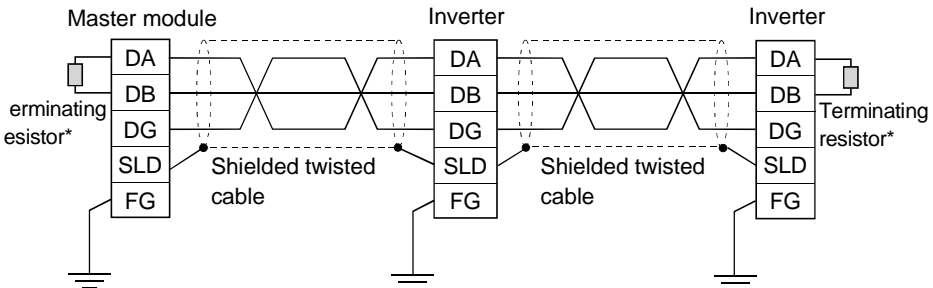 Master module
Inverter
Inverter
DA
DB
DG
SLD
FG
erminating
esistor*
Shielded twisted
cable
DA
DB
DG
SLD
FG
Shielded twisted
cable
DA
DB
DG
SLD
FG
Terminating
resistor*